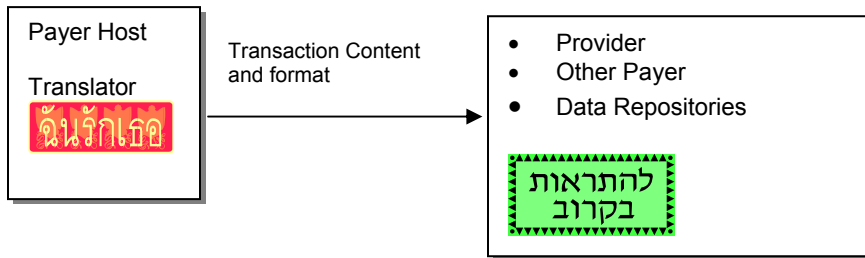 Payer Host
Translator
ฉันรักเธอ
Transaction Content
and format
• Provider
• Other Payer
• Data Repositories
להתראות
בקרוב